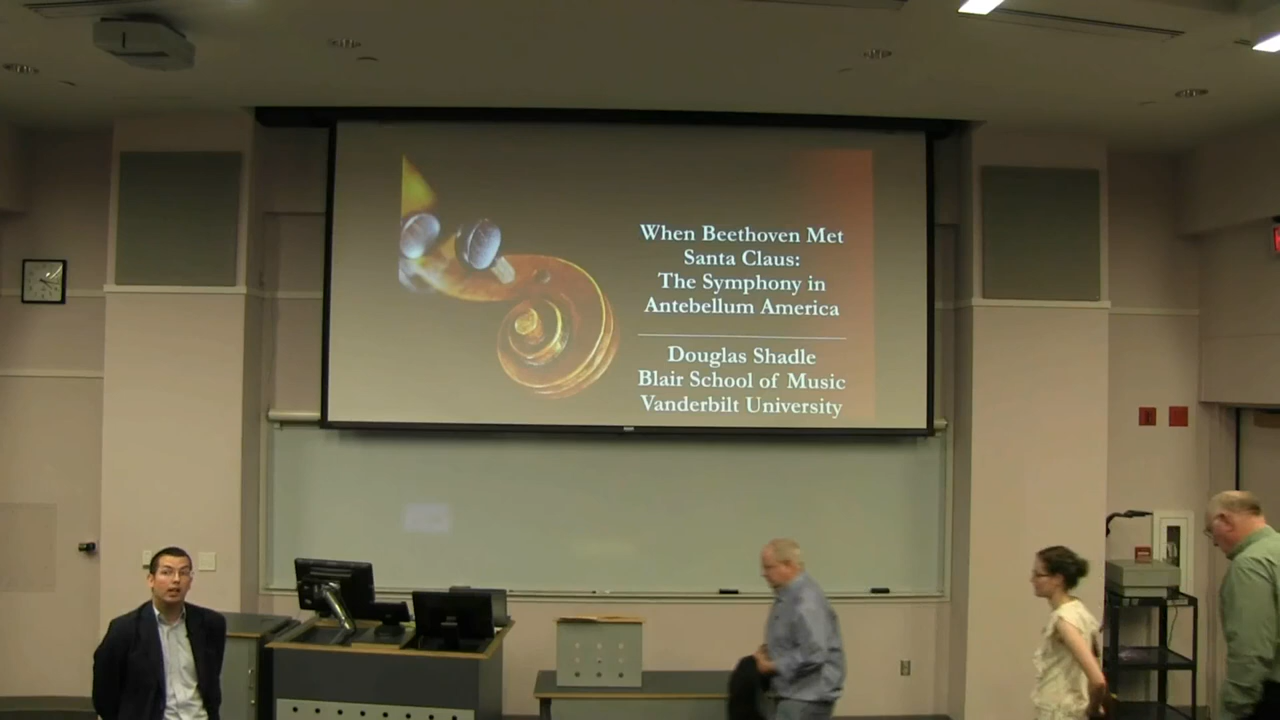 When Beethoven Met
Santa Claus:
The Symphony in
Antebellum America
Douglas Shadle
Blair School of Music
Vanderbilt University